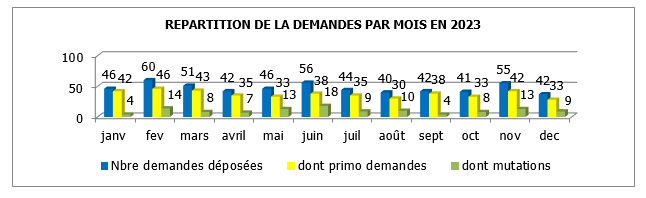 REPARTITION DE LA DEMANDES PAR MOIS EN 2023
100
50
0
46 42 4
60 46 14
51 43 8
42 35 7
46 33 13
56 38 18
44 35 9
40 30 10
42 38 4
41 33 8
55 42 13
42 33 9
janv fev mars avril mai juin juil août sept oct nov dec
Nbre demandes déposées dont primo demandes dont mutations